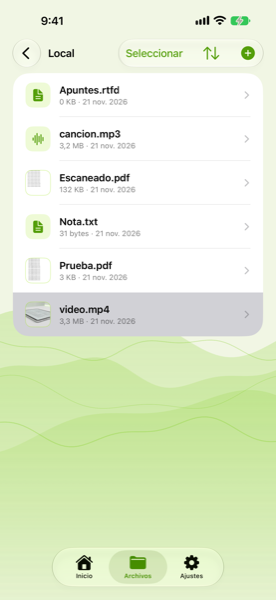 9:41
Local
Seleccionar
Apuntes.rtfd
0 KB · 21 nov. 2026
cancion.mp3
3,2 MB · 21 nov. 2026
Escaneado.pdf
132 KB · 21 nov. 2026
Nota.txt
31 bytes · 21 nov. 2026
Prueba.pdf
3 KB · 21 nov. 2026
video.mp4
3,3 MB · 21 nov. 2026
Inicio
Archivos
Ajustes